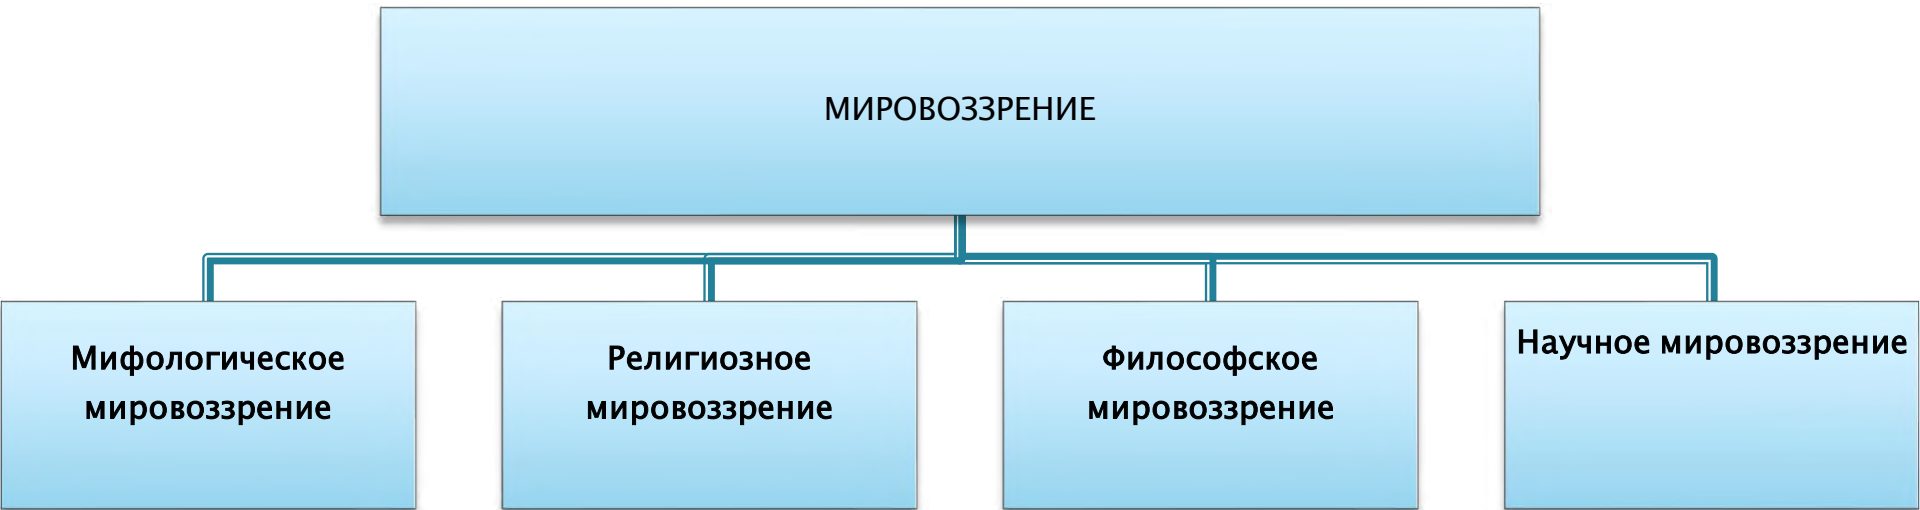 МИРОВОЗЗРЕНИЕ
Мифологическое
мировоззрение
Религиозное
мировоззрение
Философское
мировоззрение
Научное мировоззрение